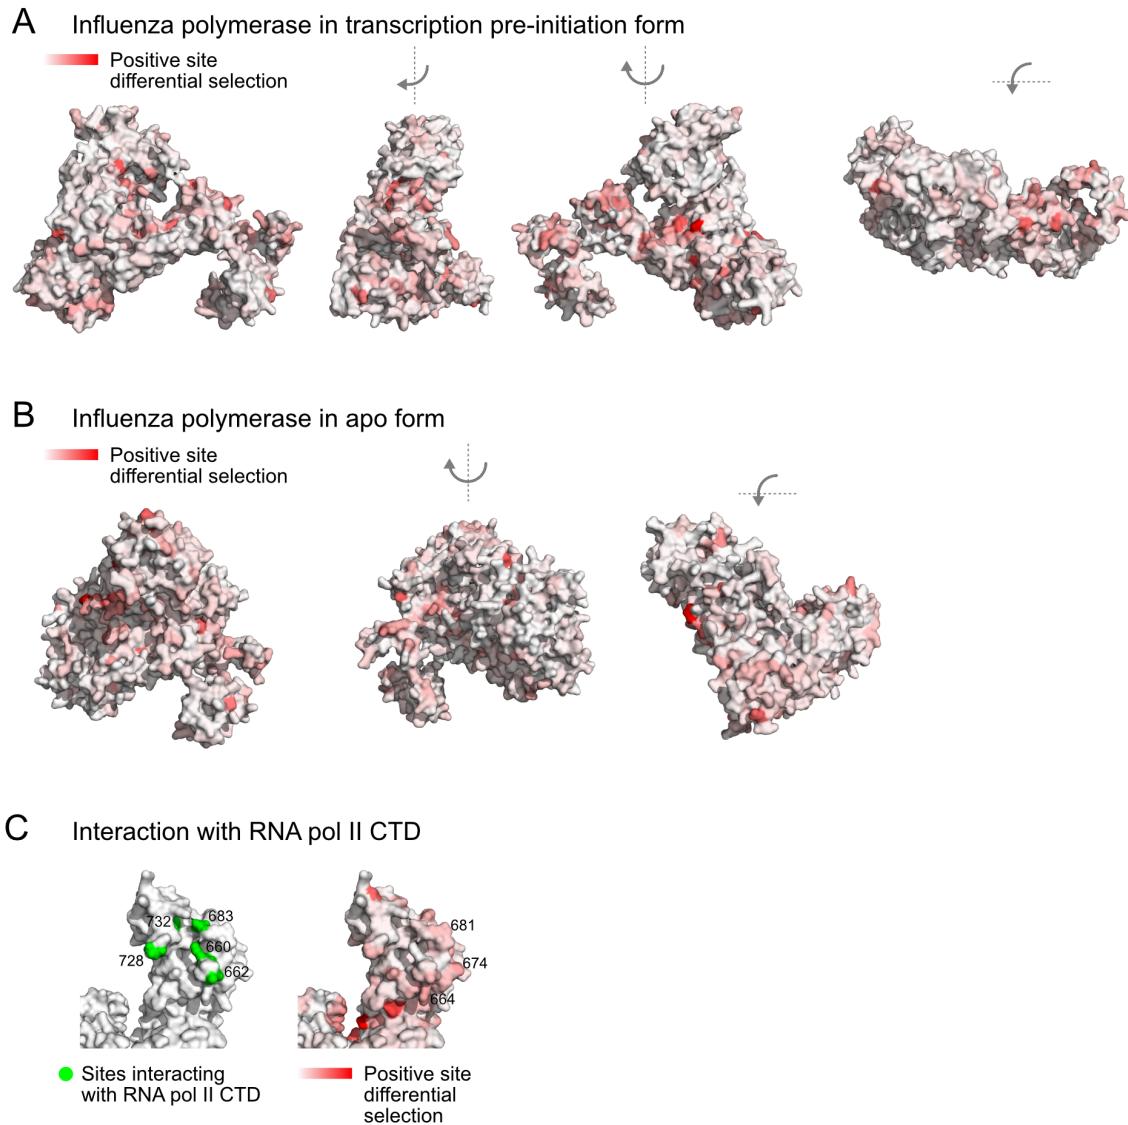 A
Influenza polymerase in transcription pre-initiation form
Positive site
differential selection
B
Influenza polymerase in apo form
Positive site
differential selection
C
Interaction with RNA pol II CTD
732
683
660
728
662
681
674
664
Sites interacting
with RNA pol II CTD
Positive site
differential
selection